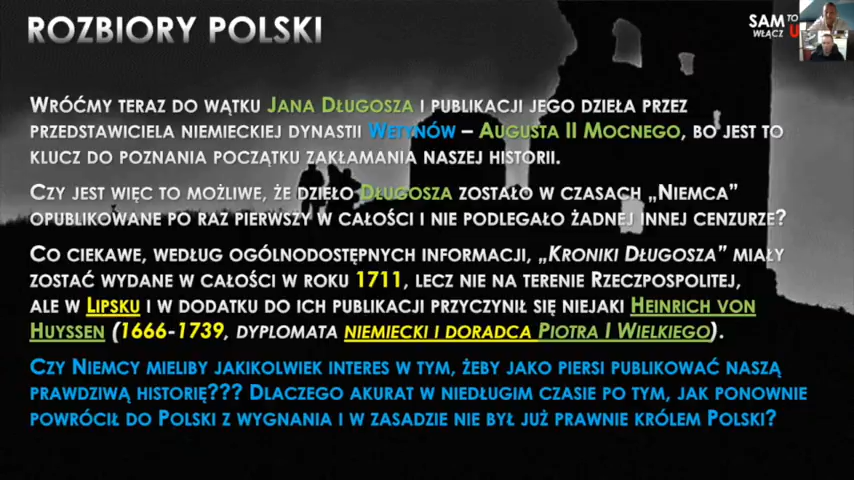 ROZBIORY POLSKI
SAM TO
WŁĄCZ U
WRÓĆMY TERAZ DO WĄTKU JANA DŁUGOSZA I PUBLIKACJI JEGO DZIEŁA PRZEZ
PRZEDSTAWICIELA NIEMIECKIEJ DYNASTII WETYNÓW – AUGUSTA II MOCNEGO, BO JEST TO
KLUCZ DO POZNANIA POCZĄTKU ZAKŁAMANIA NASZEJ HISTORII.
CZY JEST WIĘC TO MOŻLIWE, ŻE DZIEŁO DŁUGOSZA ZOSTAŁO W CZASACH „NIEMCA”
OPUBLIKOWANE PO RAZ PIERWSZY W CAŁOŚCI I NIE PODLEGAŁO ŻADNEJ INNEJ CENZURZE?
CO CIEKAWE, WEDŁUG OGÓLNODOSTĘPNYCH INFORMACJI, „KRONIKI DŁUGOSZA” MIAŁY
ZOSTAĆ WYDANE W CAŁOŚCI W ROKU 1711, LECZ NIE NA TERENIE RZECZPOSPOLITEJ,
ALE W LIPSKU I W DODATKU DO ICH PUBLIKACJI PRZYCZYNIŁ SIĘ NIEJAKI HEINRICH VON
HUYSSEN (1666-1739, DYPLOMATA NIEMIECKI I DORADCA PIOTRA I WIELKIEGO).
CZY NIEMCY MIELIBY JAKIKOLWIEK INTERES W TYM, ŻEBY JAKO PIERSI PUBLIKOWAĆ NASZĄ
PRAWDZIWĄ HISTORIĘ??? DLACZEGO AKURAT W NIEDŁUGIM CZASIE PO TYM, JAK PONOWNIE
POWRÓCIŁ DO POLSKI Z WYGNANIA I W ZASADZIE NIE BYŁ JUŻ PRAWNIE KRÓLEM POLSKI?